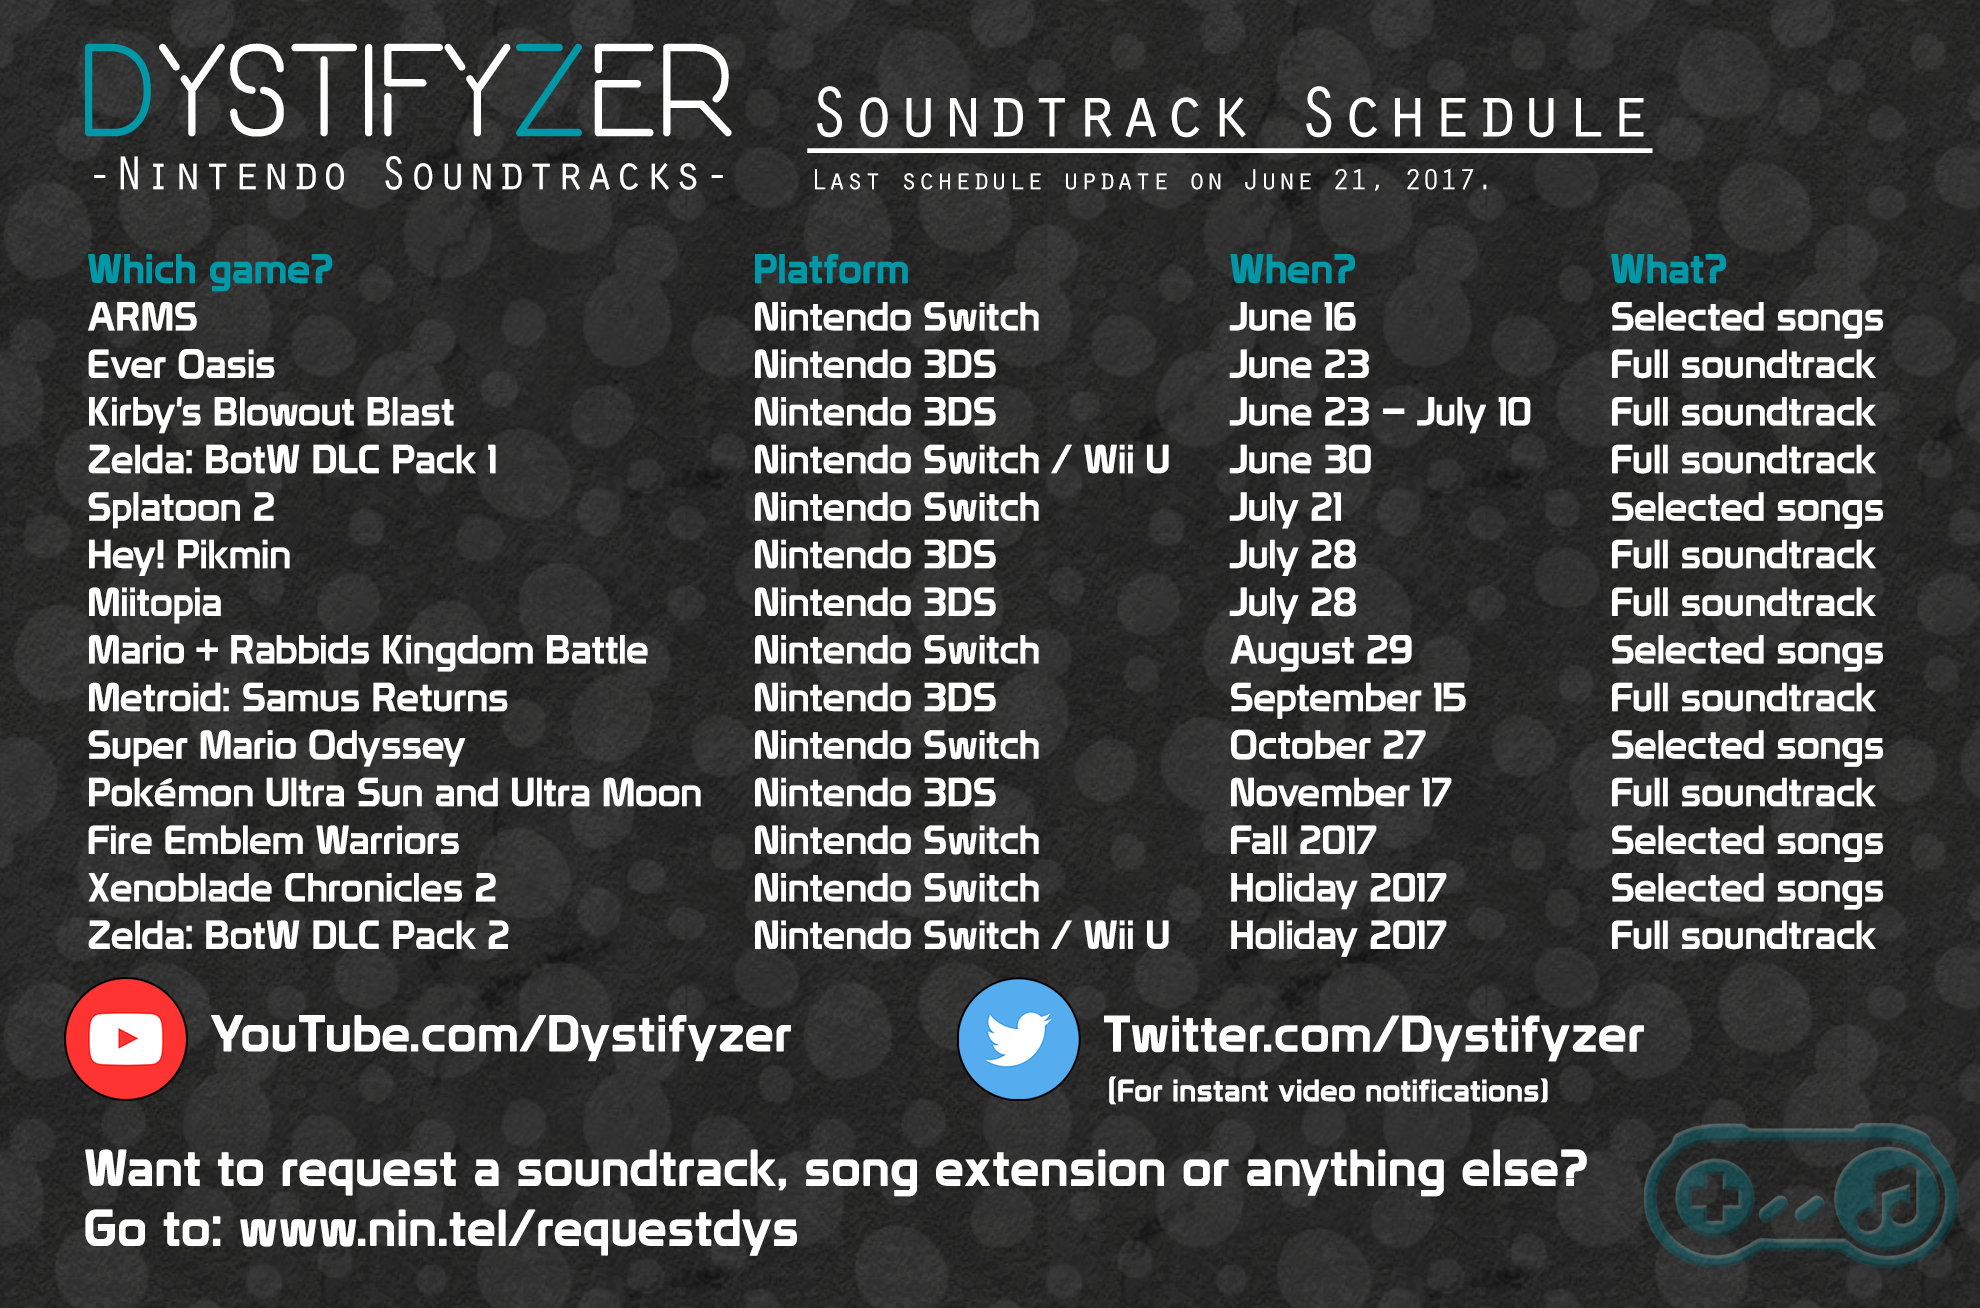 DYSTIFYZER
-Nintendo Soundtracks-
Soundtrack Schedule
Last schedule update on June 21, 2017.
Which game? Platform When? What?
ARMS Nintendo Switch June 16 Selected songs
Ever Oasis Nintendo 3DS June 23 Full soundtrack
Kirby's Blowout Blast Nintendo 3DS June 23 – July 10 Full soundtrack
Zelda: BotW DLC Pack 1 Nintendo Switch / Wii U June 30 Full soundtrack
Splatoon 2 Nintendo Switch July 21 Selected songs
Hey! Pikmin Nintendo 3DS July 28 Full soundtrack
Miitopia Nintendo 3DS July 28 Full soundtrack
Mario + Rabbids Kingdom Battle Nintendo Switch August 29 Selected songs
Metroid: Samus Returns Nintendo 3DS September 15 Full soundtrack
Super Mario Odyssey Nintendo Switch October 27 Selected songs
Pokémon Ultra Sun and Ultra Moon Nintendo 3DS November 17 Full soundtrack
Fire Emblem Warriors Nintendo Switch Fall 2017 Selected songs
Xenoblade Chronicles 2 Nintendo Switch Holiday 2017 Selected songs
Zelda: BotW DLC Pack 2 Nintendo Switch / Wii U Holiday 2017 Full soundtrack
YouTube.com/Dystifyzer
Twitter.com/Dystifyzer
(For instant video notifications)
Want to request a soundtrack, song extension or anything else?
Go to: www.nin.tel/requestdys